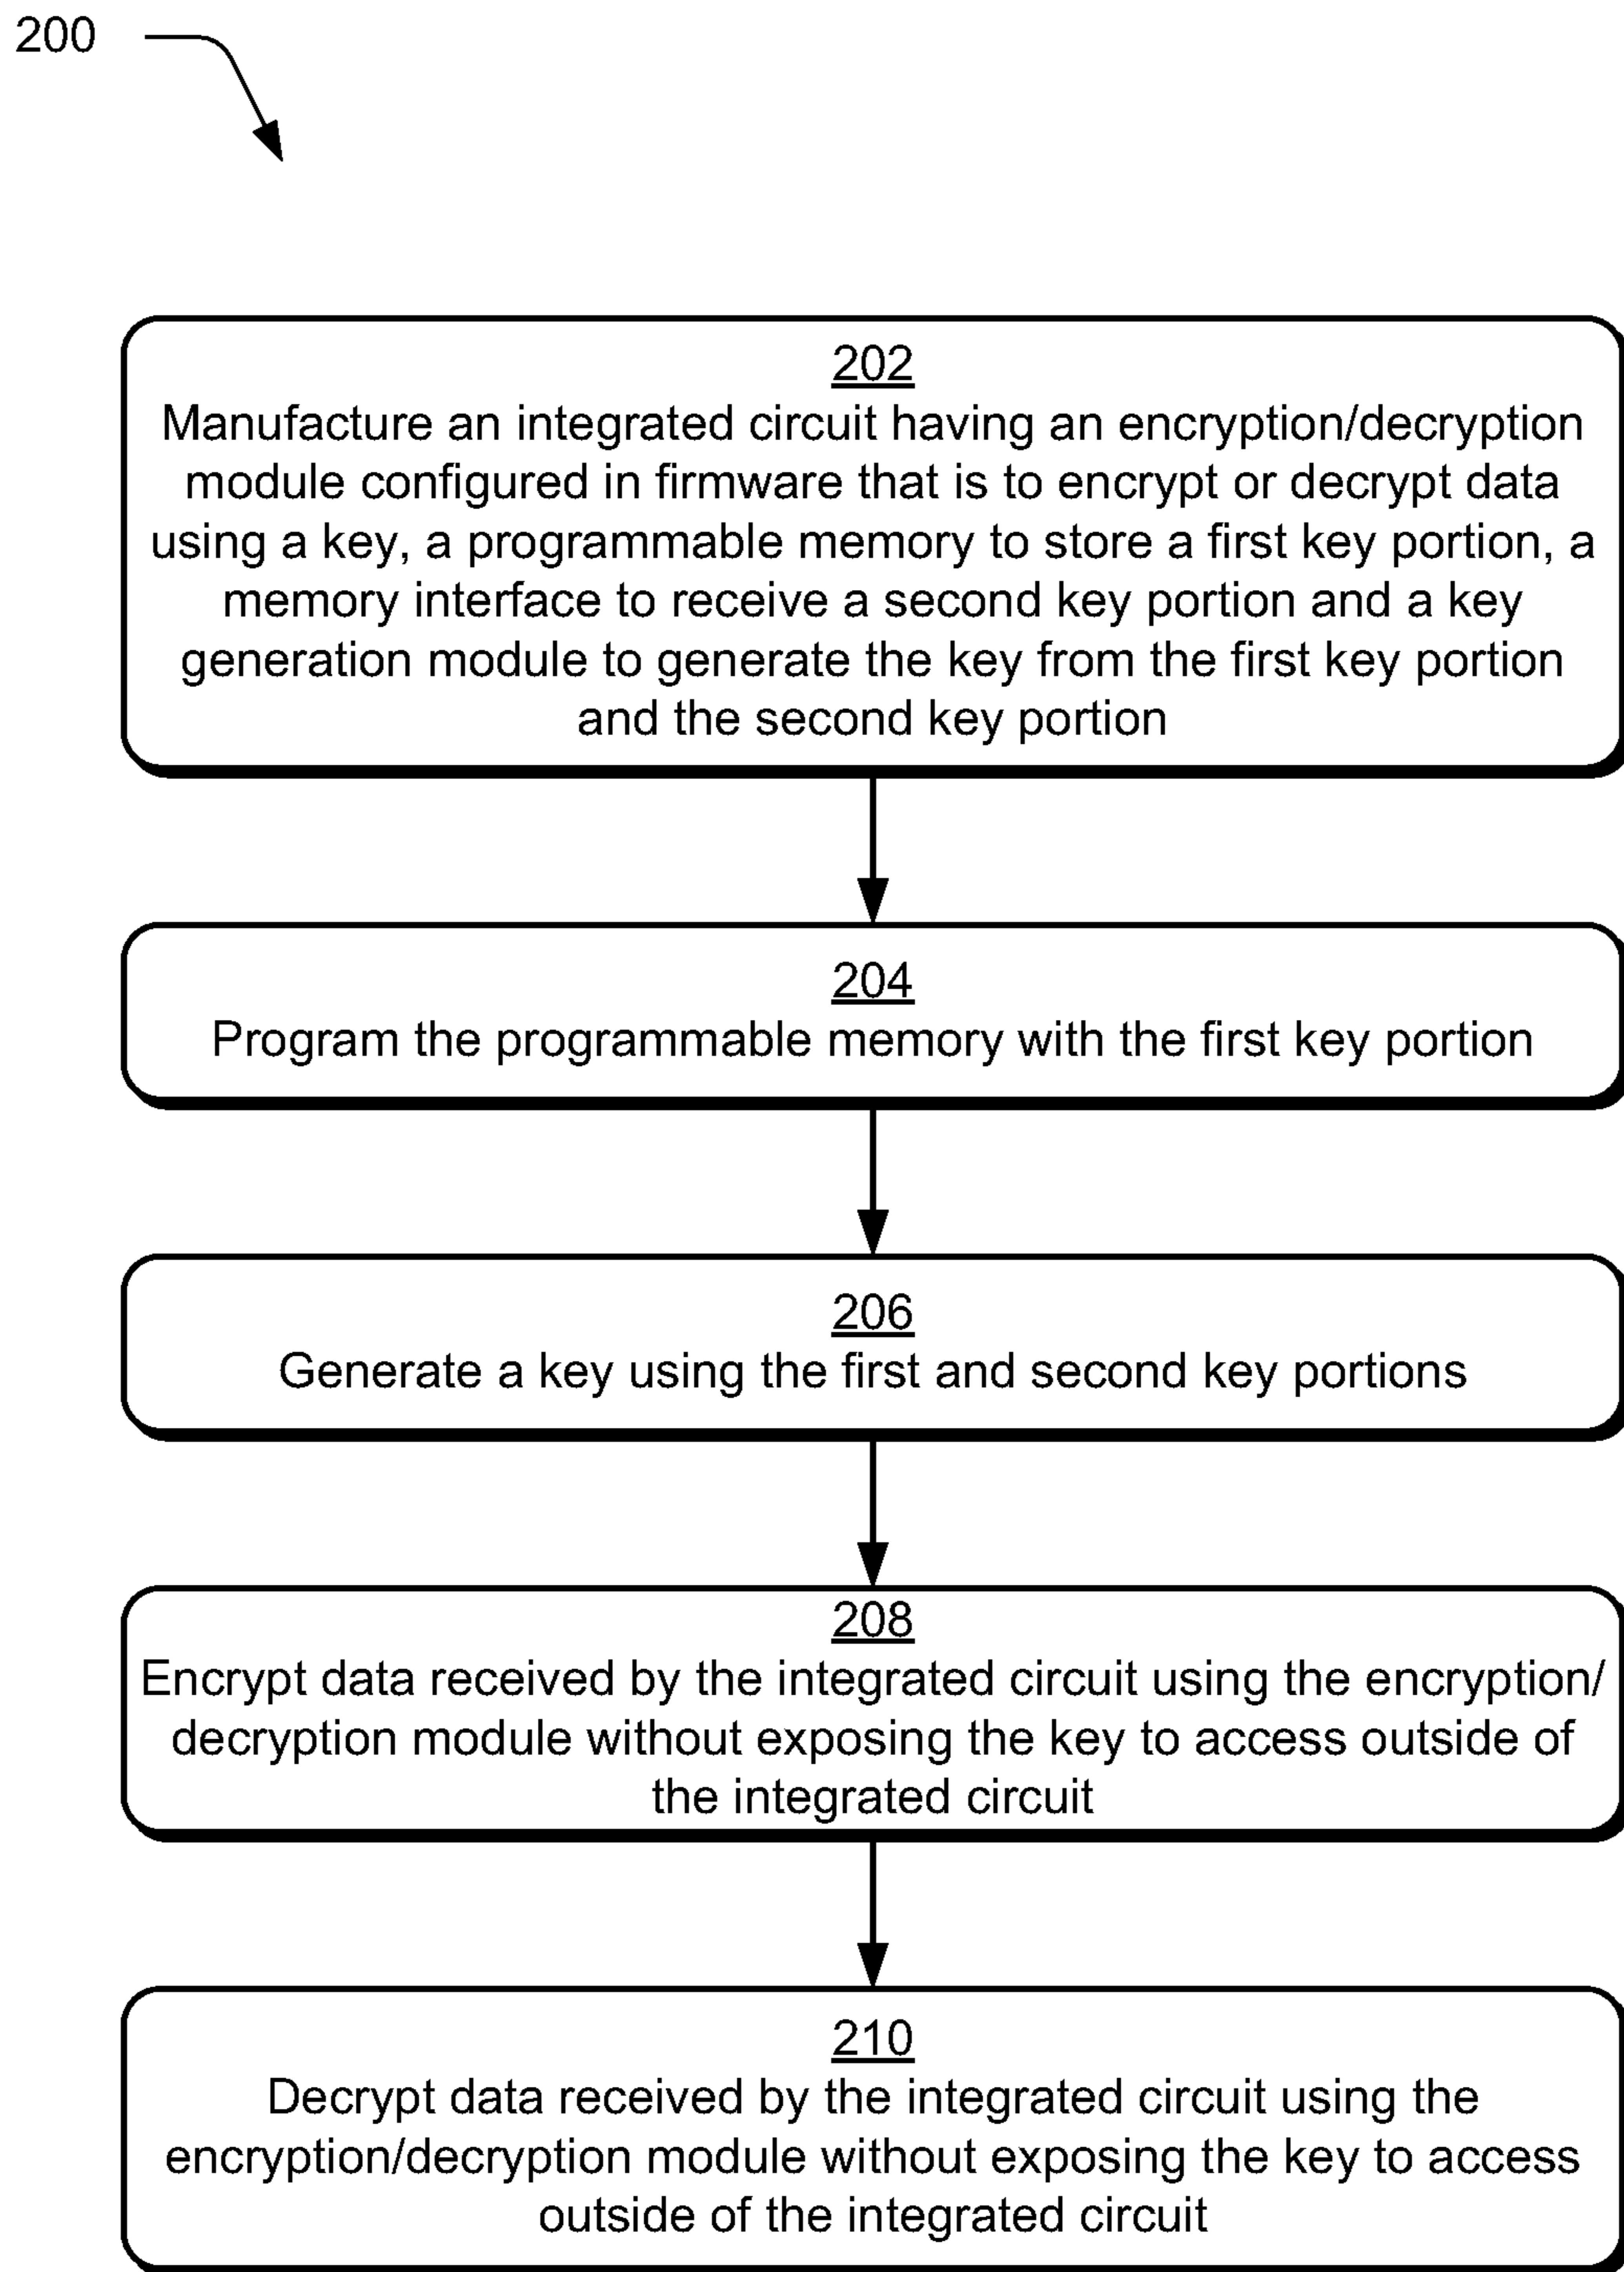 200
202
Manufacture an integrated circuit having an encryption/decryption
module configured in firmware that is to encrypt or decrypt data
using a key, a programmable memory to store a first key portion, a
memory interface to receive a second key portion and a key
generation module to generate the key from the first key portion
and the second key portion
204
Program the programmable memory with the first key portion
206
Generate a key using the first and second key portions
208
Encrypt data received by the integrated circuit using the encryption/
decryption module without exposing the key to access outside of
the integrated circuit
210
Decrypt data received by the integrated circuit using the
encryption/decryption module without exposing the key to access
outside of the integrated circuit